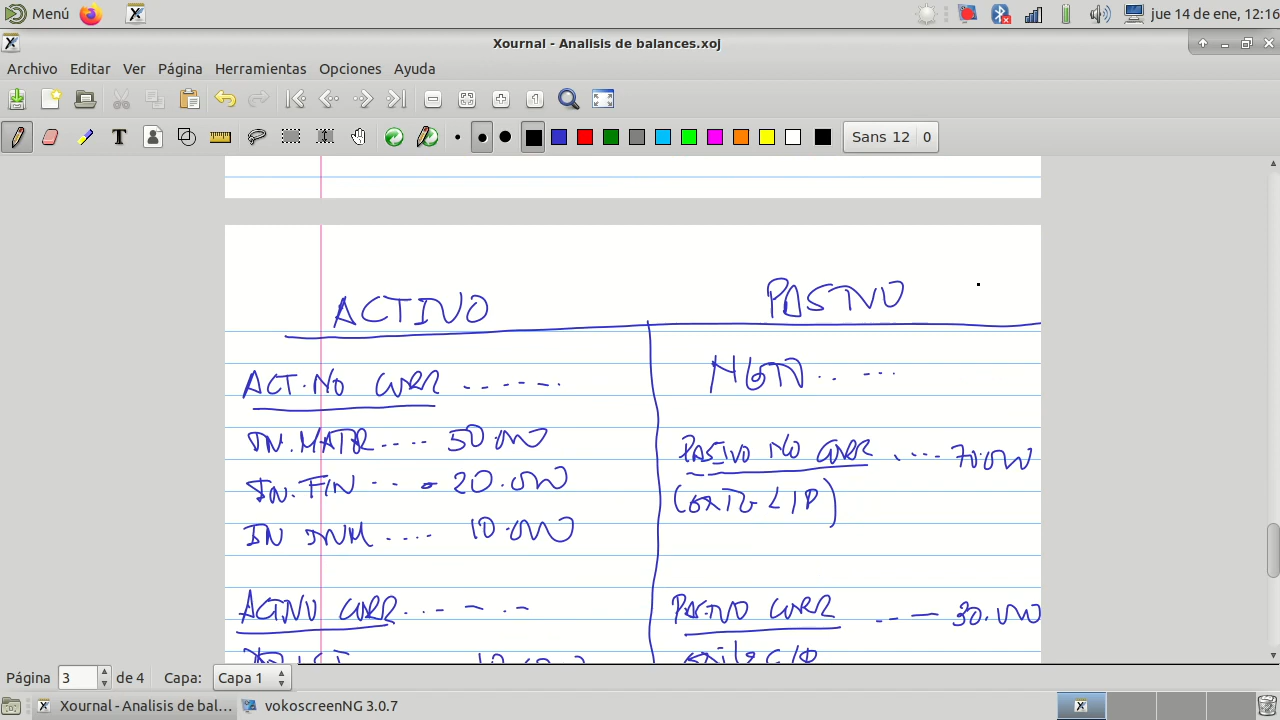 Menú
jue 14 de ene, 12:16
Xournal - Analisis de balances.xoj
Archivo Editar Ver Página Herramientas Opciones Ayuda
Sans 12 0
ACTIVO
PASIVO
ACT. NO CORR .......
IN. MATR .... 50.000
IN. FIN ... - 20.000
IN INM .... 10.000
ACTIVO CORR ... - .-
NETO .. ...
PASIVO NO CORR .... 70.000
L/P)
PASIVO CORR .. - 30.000
C/P
Página 3 de 4 Capa: Capa 1
Xournal - Analisis de bal...
vokoscreenNG 3.0.7